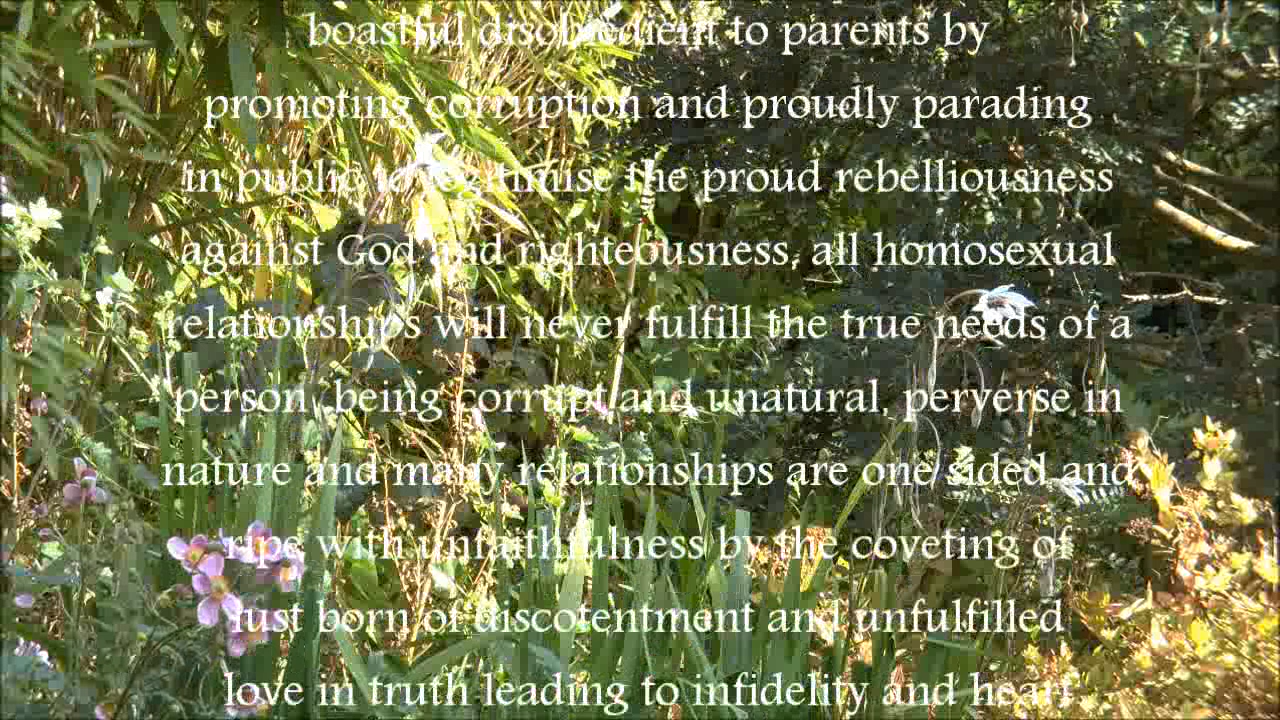 boastful disobiedient to parents by
promoting corruption and proudly parading
in public to legitimise the proud rebelliousness
against God and righteousness, all homosexual
relationships will never fulfill the true needs of a
person being corrupt and unatural, perverse in
nature and many relationships are one sided and
ripe with unfaithfulness by the coveting of
lust born of discotentment and unfulfilled
love in truth leading to infidelity and heart